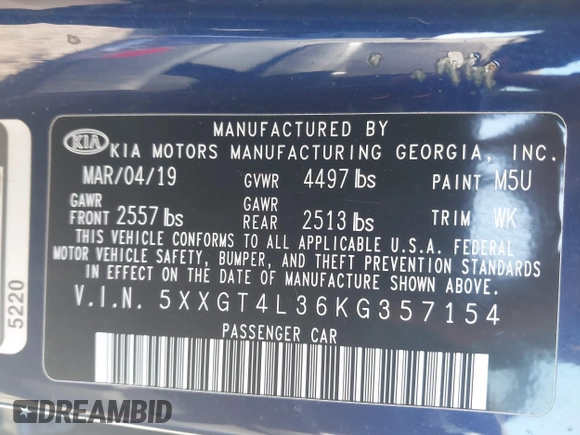 MANUFACTURED BY
KIA KIA MOTORS MANUFACTURING GEORGIA, INC.
MAR/04/19 GVWR 4497 lbs PAINT M5U
GAWR FRONT 2557 lbs GAWR REAR 2513 lbs TRIM WK
THIS VEHICLE CONFORMS TO ALL APPLICABLE U.S.A. FEDERAL
MOTOR VEHICLE SAFETY, BUMPER, AND THEFT PREVENTION STANDARDS
IN EFFECT ON THE DATE OF MANUFACTURE SHOWN ABOVE.
V.I.N. 5XXGT4L36KG357154
PASSENGER CAR
5220
DREAMBID